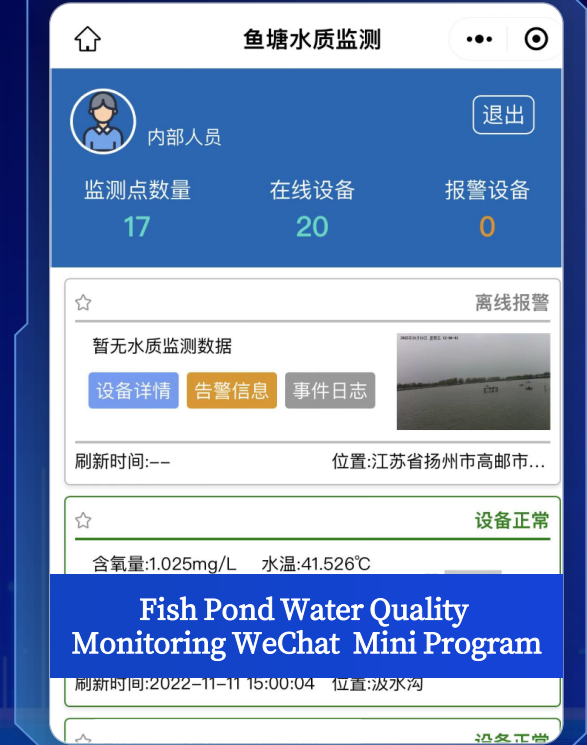 鱼塘水质监测
内部人员
退出
监测点数量 在线设备 报警设备
17 20 0
离线报警
暂无水质监测数据
设备详情 告警信息 事件日志
刷新时间:-- 位置:江苏省扬州市高邮市...
设备正常
含氧量:1.025mg/L 水温:41.526℃
Fish Pond Water Quality
Monitoring WeChat Mini Program
刷新时间:2022-11-11 15:00:04 位置:汲水沟
设备正常